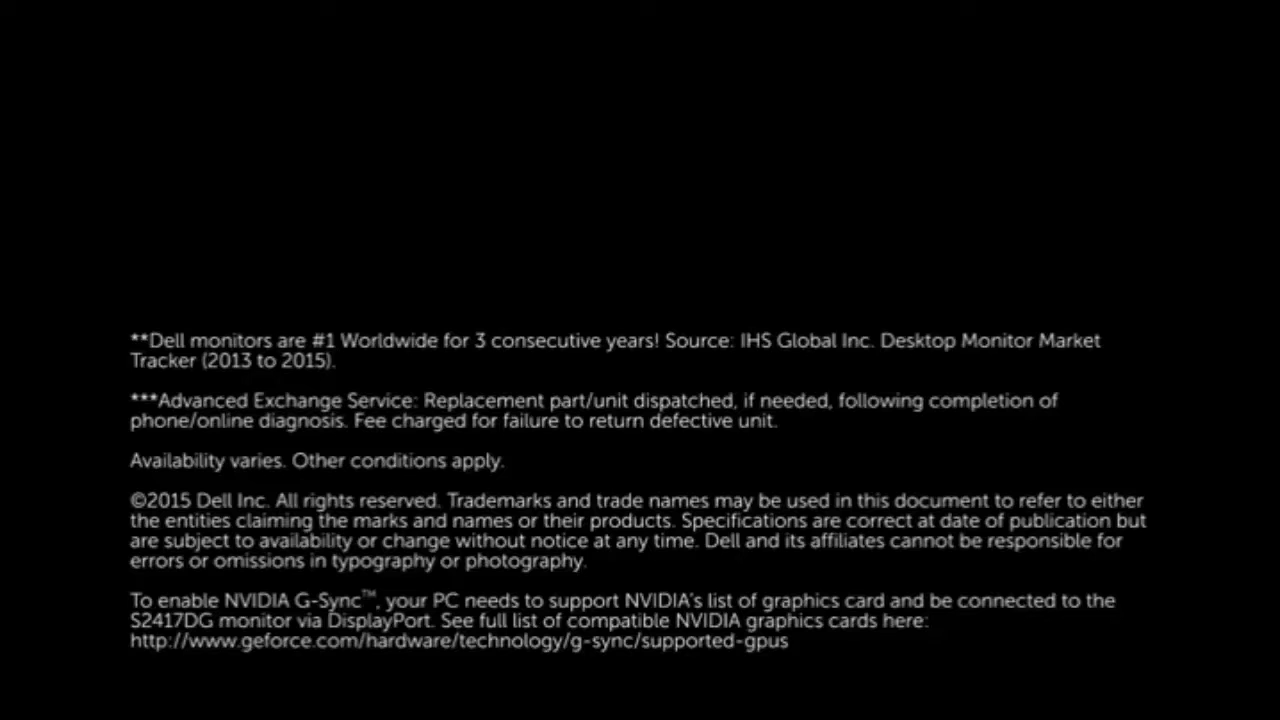 **Dell monitors are #1 Worldwide for 3 consecutive years! Source: IHS Global Inc. Desktop Monitor Market
Tracker (2013 to 2015).
***Advanced Exchange Service: Replacement part/unit dispatched, if needed, following completion of
phone/online diagnosis. Fee charged for failure to return defective unit.
Availability varies. Other conditions apply.
©2015 Dell Inc. All rights reserved. Trademarks and trade names may be used in this document to refer to either
the entities claiming the marks and names or their products. Specifications are correct at date of publication but
are subject to availability or change without notice at any time. Dell and its affiliates cannot be responsible for
errors or omissions in typography or photography.
To enable NVIDIA G-Sync™, your PC needs to support NVIDIA's list of graphics card and be connected to the
S2417DG monitor via DisplayPort. See full list of compatible NVIDIA graphics cards here:
http://www.geforce.com/hardware/technology/g-sync/supported-gpus